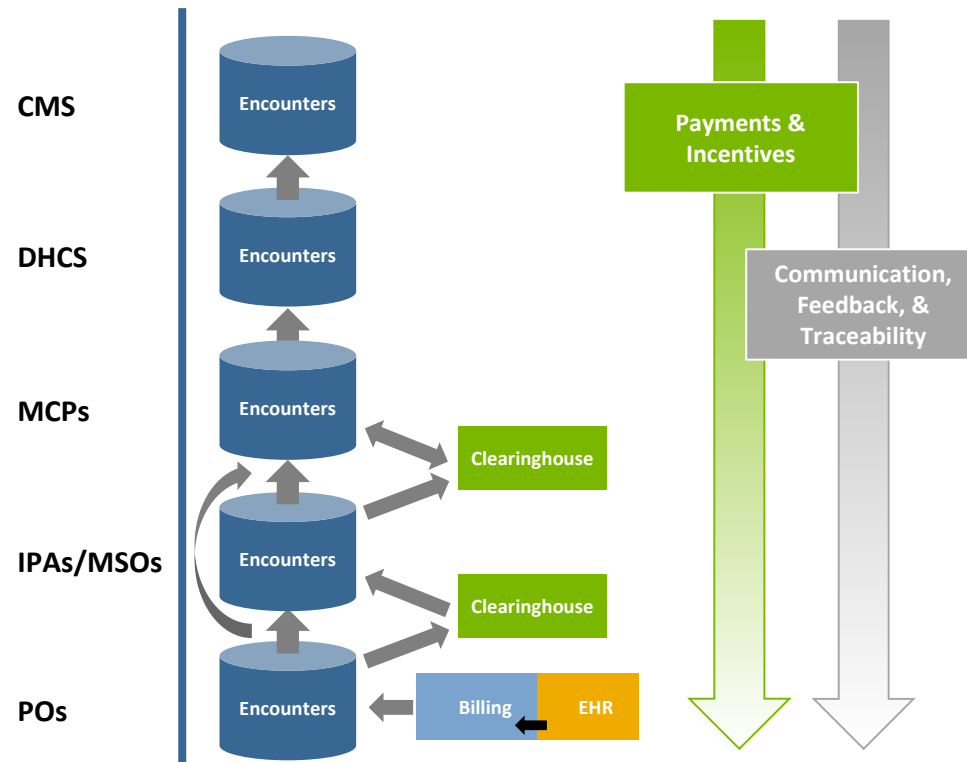 CMS
Encounters
Payments &
Incentives
DHCS
Encounters
Communication,
Feedback, &
Traceability
MCPs
Encounters
Clearinghouse
IPAs/MSOs
Encounters
Clearinghouse
POs
Encounters
Billing
EHR